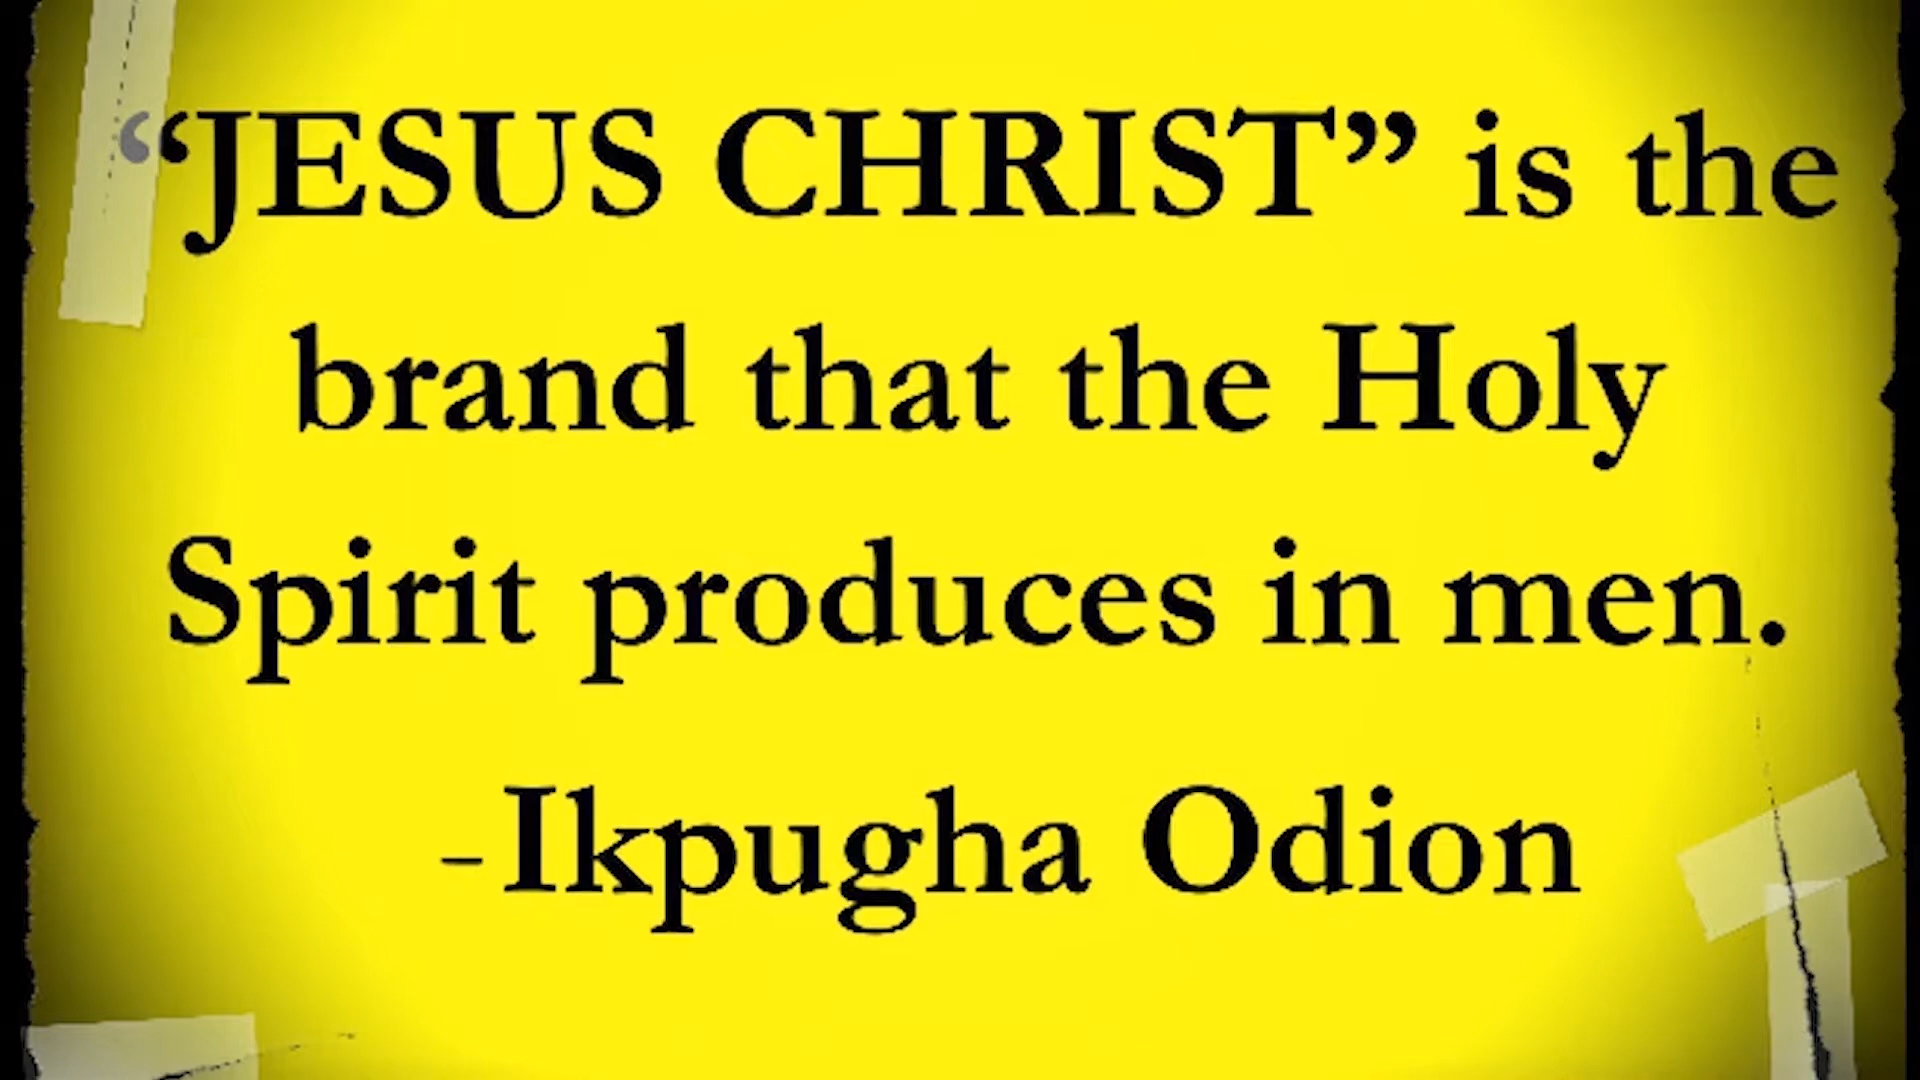 “JESUS CHRIST” is the
brand that the Holy
Spirit produces in men.
-Ikpugha Odion